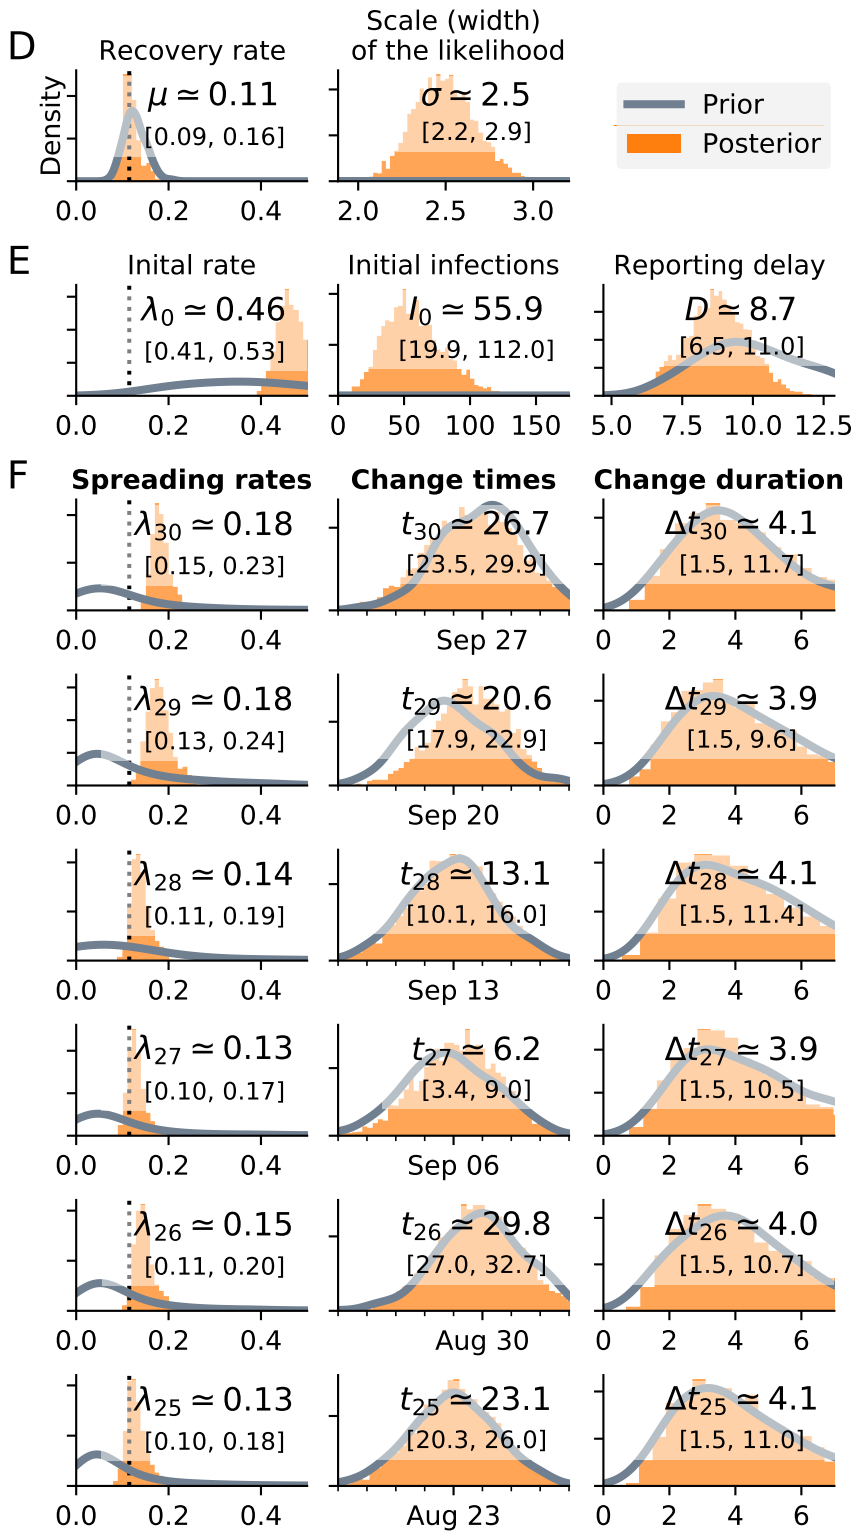 D
Recovery rate
Scale (width)
of the likelihood
Density
μ ≃ 0.11
[0.09, 0.16]
σ ≃ 2.5
[2.2, 2.9]
Prior
Posterior
0.0 0.2 0.4
2.0 2.5 3.0
E
Inital rate
Initial infections
Reporting delay
λ0 ≃ 0.46
[0.41, 0.53]
I0 ≃ 55.9
[19.9, 112.0]
D ≃ 8.7
[6.5, 11.0]
0.0 0.2 0.4
0 50 100 150
5.0 7.5 10.0 12.5
F
Spreading rates
Change times
Change duration
λ30 ≃ 0.18
[0.15, 0.23]
t30 ≃ 26.7
[23.5, 29.9]
Δt30 ≃ 4.1
[1.5, 11.7]
0.0 0.2 0.4
Sep 27
0 2 4 6
λ29 ≃ 0.18
[0.13, 0.24]
t29 ≃ 20.6
[17.9, 22.9]
Δt29 ≃ 3.9
[1.5, 9.6]
0.0 0.2 0.4
Sep 20
0 2 4 6
λ28 ≃ 0.14
[0.11, 0.19]
t28 ≃ 13.1
[10.1, 16.0]
Δt28 ≃ 4.1
[1.5, 11.4]
0.0 0.2 0.4
Sep 13
0 2 4 6
λ27 ≃ 0.13
[0.10, 0.17]
t27 ≃ 6.2
[3.4, 9.0]
Δt27 ≃ 3.9
[1.5, 10.5]
0.0 0.2 0.4
Sep 06
0 2 4 6
λ26 ≃ 0.15
[0.11, 0.20]
t26 ≃ 29.8
[27.0, 32.7]
Δt26 ≃ 4.0
[1.5, 10.7]
0.0 0.2 0.4
Aug 30
0 2 4 6
λ25 ≃ 0.13
[0.10, 0.18]
t25 ≃ 23.1
[20.3, 26.0]
Δt25 ≃ 4.1
[1.5, 11.0]
0.0 0.2 0.4
Aug 23
0 2 4 6